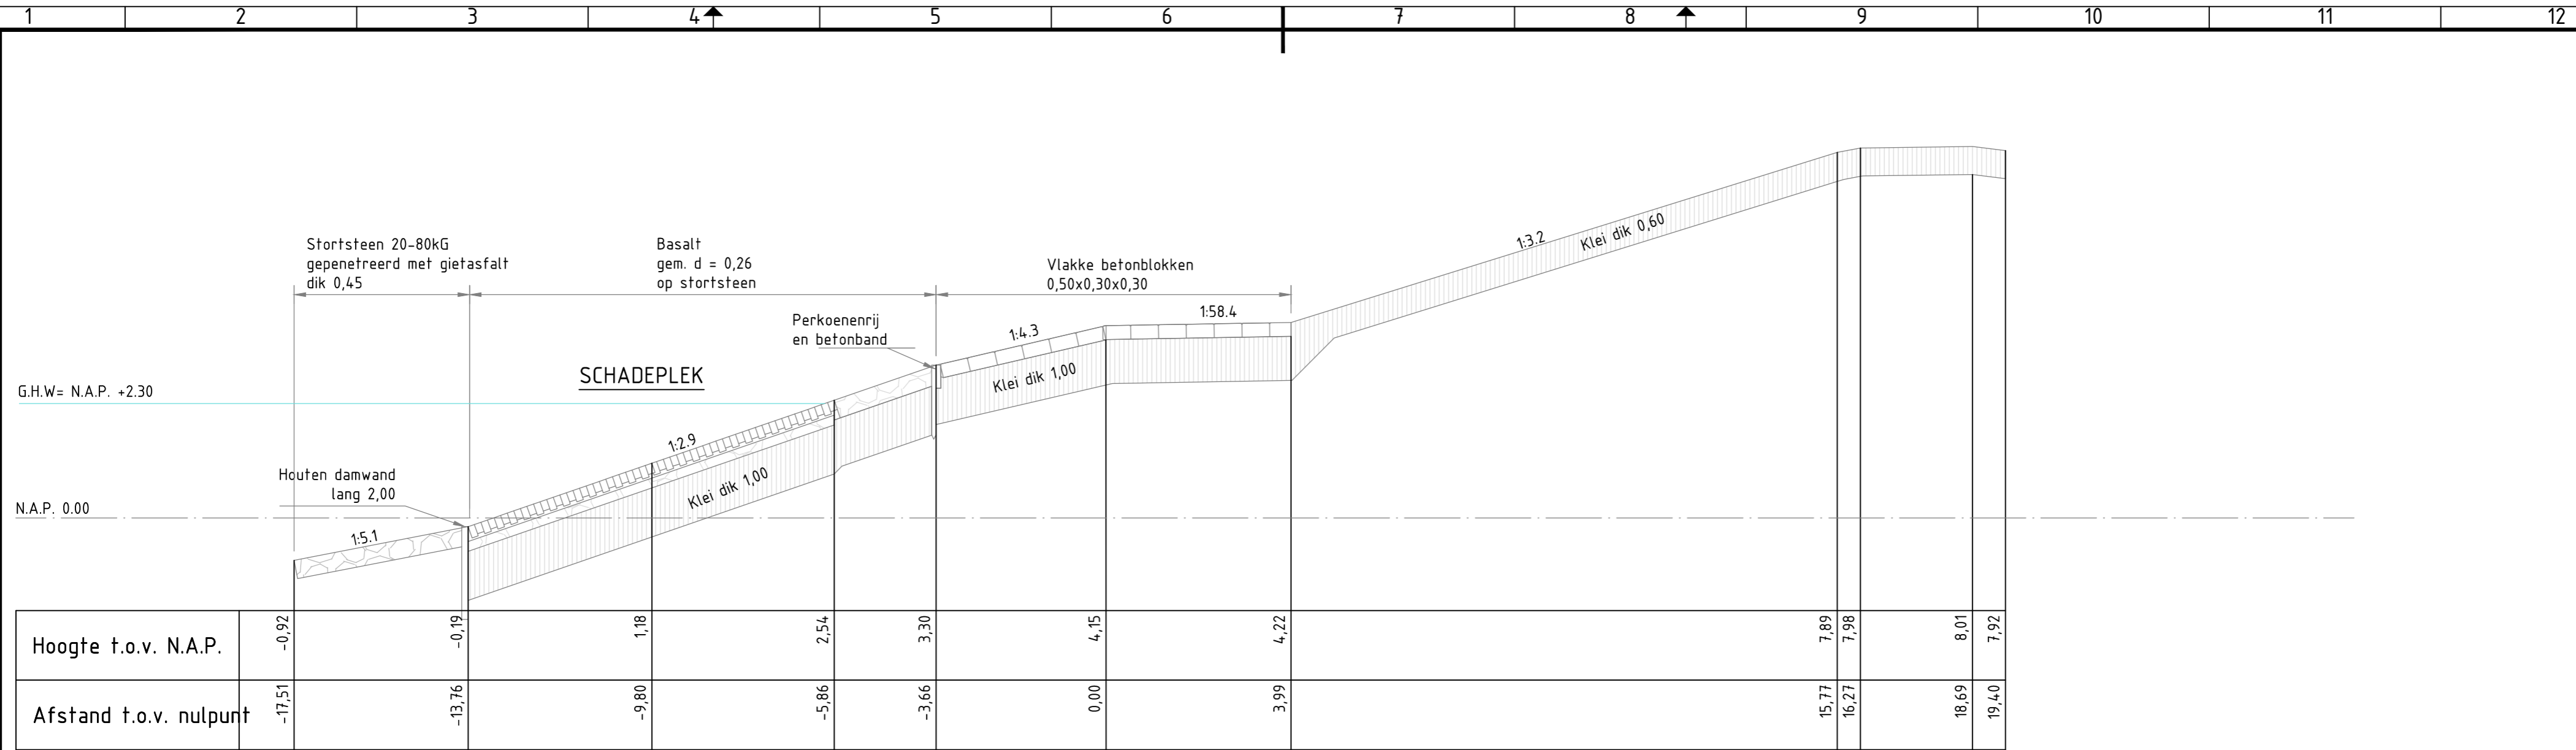 1 2 3 4 5 6 7 8 9 10 11 12
Stortsteen 20-80kG
gepenetreerd met gietasfalt
dik 0,45
Basalt
gem. d = 0,26
op stortsteen
Vlakke betonblokken
0,50x0,30x0,30
Perkoenenrij
en betonband
1:4.3
1:58.4
1:3.2
Klei dik 0,60
SCHADEPLEK
Klei dik 1,00
G.H.W= N.A.P. +2.30
1:2.9
Klei dik 1,00
Houten damwand
lang 2,00
N.A.P. 0.00
1:5.1
Hoogte t.o.v. N.A.P. -0,92 -0,19 1,18 2,54 3,30 4,15 4,22 7,89 7,98 8,01 7,92
Afstand t.o.v. nulpunt -17,51 -13,76 -9,80 -5,86 -3,66 0,00 3,99 15,77 16,27 18,69 19,40